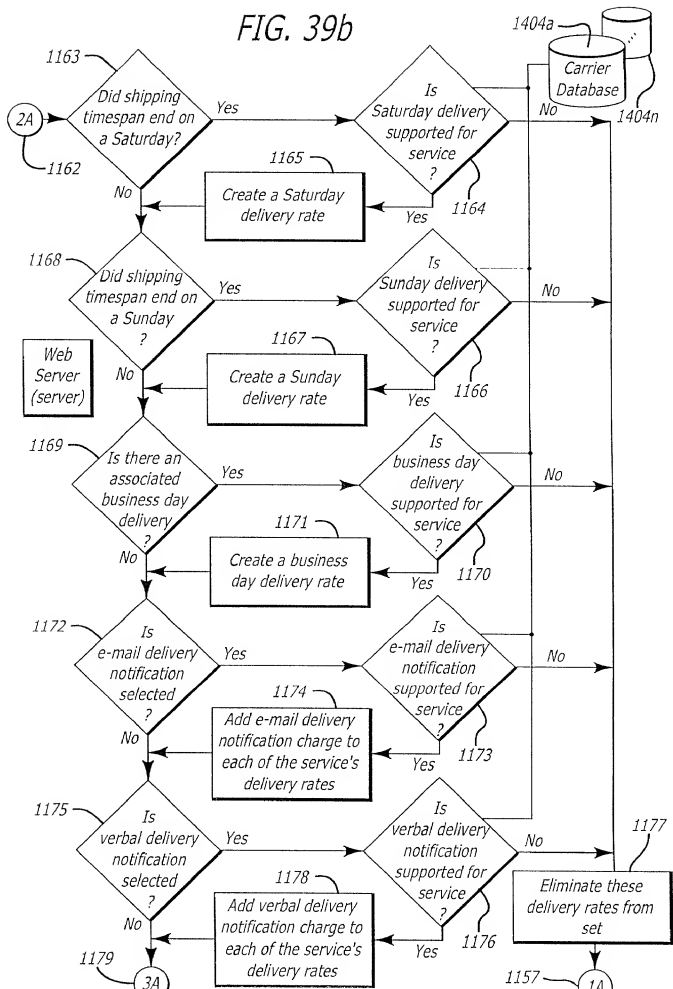 FIG. 39b
1404a
Carrier
Database
1404n
1163
Did shipping
timespan end on
a Saturday?
Yes
Is
Saturday delivery
supported for
service
?
No
2A
1162
1165
Create a Saturday
delivery rate
1164
No
Yes
1168
Did shipping
timespan end on
a Sunday
?
Yes
Is
Sunday delivery
supported for
service
?
No
Web
Server
(server)
1167
Create a Sunday
delivery rate
1166
No
Yes
1169
Is there an
associated
business day
delivery
?
Yes
Is
business day
delivery
supported for
service
?
No
1171
Create a business
day delivery rate
1170
No
Yes
1172
Is
e-mail delivery
notification
selected
?
Yes
Is
e-mail delivery
notification
supported for
service
?
No
1174
Add e-mail delivery
notification charge to
each of the service's
delivery rates
1173
No
Yes
1175
Is
verbal delivery
notification
selected
?
Yes
Is
verbal delivery
notification
supported for
service
?
No
1177
Eliminate these
delivery rates from
set
1178
Add verbal delivery
notification charge to
each of the service's
delivery rates
1176
No
Yes
1179
3A
1157
1A